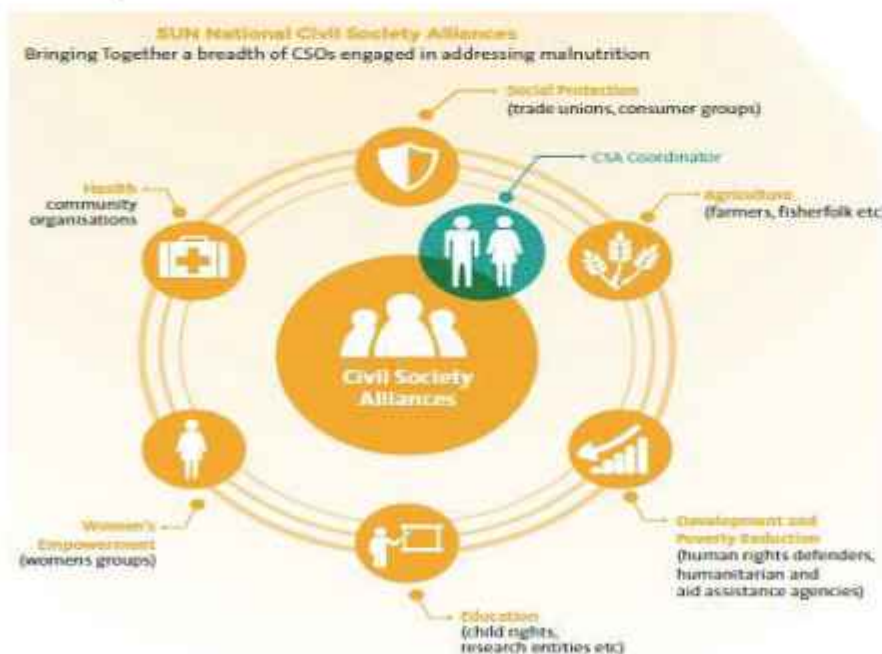 SUN National Civil Society Alliances
Bringing Together a breadth of CSOs engaged in addressing malnutrition
Social Protection
(trade unions, consumer groups)
CSA Coordinator
Health
community
organisations
Agriculture
(farmers, fisherfolk etc)
Civil Society
Alliances
Women's
Empowerment
(womens groups)
Development and
Poverty Reduction
(human rights defenders,
humanitarian and
aid assistance agencies)
Education
(child rights,
research entities etc)